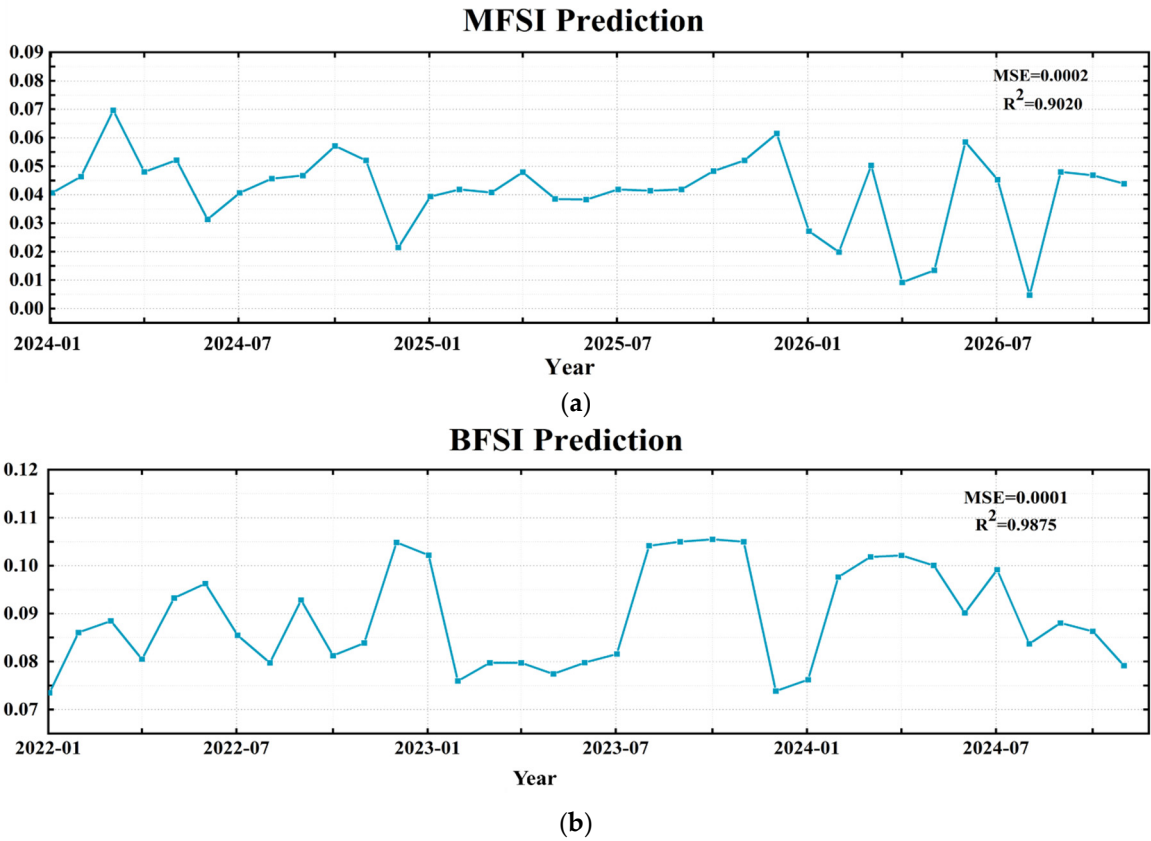 MFSI Prediction
0.09
0.08
0.07
0.06
0.05
0.04
0.03
0.02
0.01
0.00
MSE=0.0002
R²=0.9020
2024-01 2024-07 2025-01 2025-07 2026-01 2026-07
Year
(a)
BFSI Prediction
0.12
0.11
0.10
0.09
0.08
0.07
MSE=0.0001
R²=0.9875
2022-01 2022-07 2023-01 2023-07 2024-01 2024-07
Year
(b)